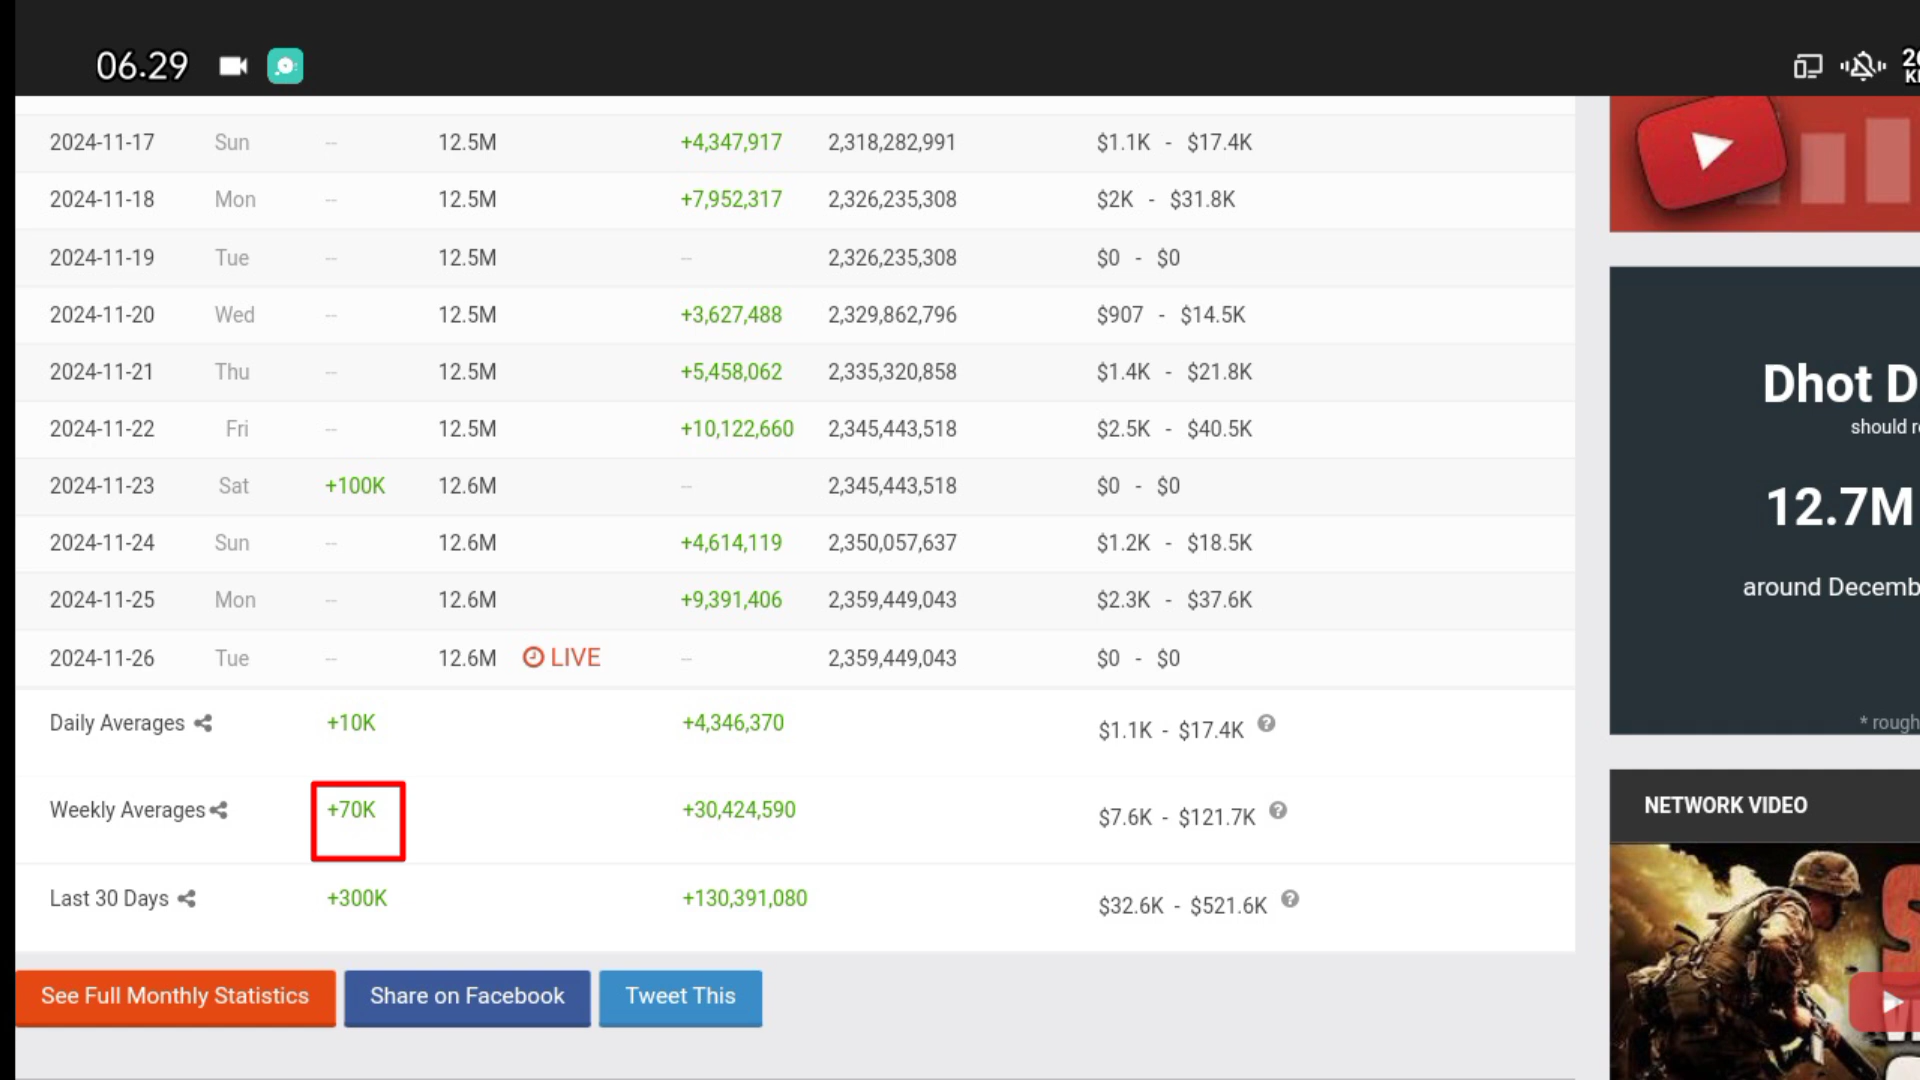 06.29
2024-11-17 Sun -- 12.5M +4,347,917 2,318,282,991 $1.1K - $17.4K
2024-11-18 Mon -- 12.5M +7,952,317 2,326,235,308 $2K - $31.8K
2024-11-19 Tue -- 12.5M -- 2,326,235,308 $0 - $0
2024-11-20 Wed -- 12.5M +3,627,488 2,329,862,796 $907 - $14.5K
2024-11-21 Thu -- 12.5M +5,458,062 2,335,320,858 $1.4K - $21.8K
2024-11-22 Fri -- 12.5M +10,122,660 2,345,443,518 $2.5K - $40.5K
2024-11-23 Sat +100K 12.6M -- 2,345,443,518 $0 - $0
2024-11-24 Sun -- 12.6M +4,614,119 2,350,057,637 $1.2K - $18.5K
2024-11-25 Mon -- 12.6M +9,391,406 2,359,449,043 $2.3K - $37.6K
2024-11-26 Tue -- 12.6M LIVE -- 2,359,449,043 $0 - $0
Daily Averages +10K +4,346,370 $1.1K - $17.4K
Weekly Averages +70K +30,424,590 $7.6K - $121.7K
Last 30 Days +300K +130,391,080 $32.6K - $521.6K
See Full Monthly Statistics Share on Facebook Tweet This
Dhot D
should r
12.7M
around Decemb
* rough
NETWORK VIDEO